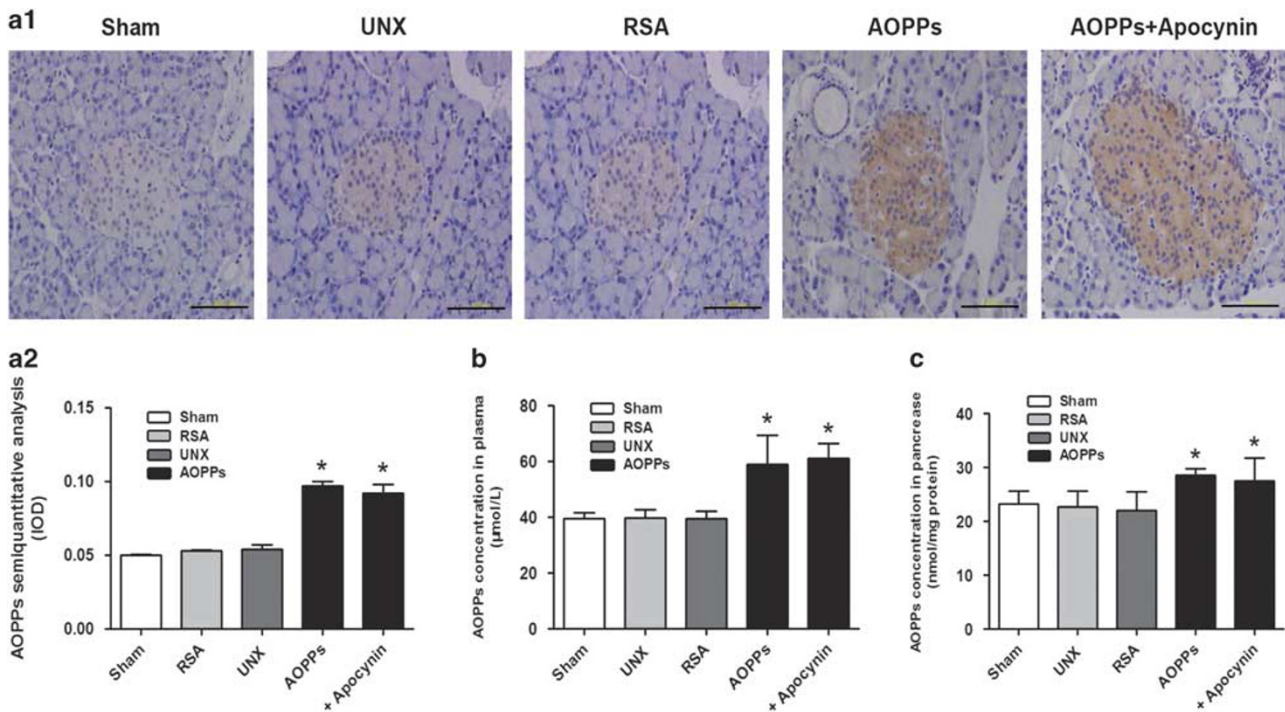 a1
Sham UNX RSA AOPPs AOPPs+Apocynin
a2
AOPPs semiquantitative analysis
(IOD)
0.15
0.10
0.05
0.00
Sham
RSA
UNX
AOPPs
*
*
Sham
RSA
UNX
AOPPs
+ Apocynin
b
AOPPs concentration in plasma
(μmol/L)
80
60
40
20
0
Sham
RSA
UNX
AOPPs
*
*
Sham
UNX
RSA
AOPPs
+ Apocynin
c
AOPPs concentration in pancrease
(nmol/mg protein)
40
30
20
10
0
Sham
RSA
UNX
AOPPs
*
*
Sham
UNX
RSA
AOPPs
+ Apocynin